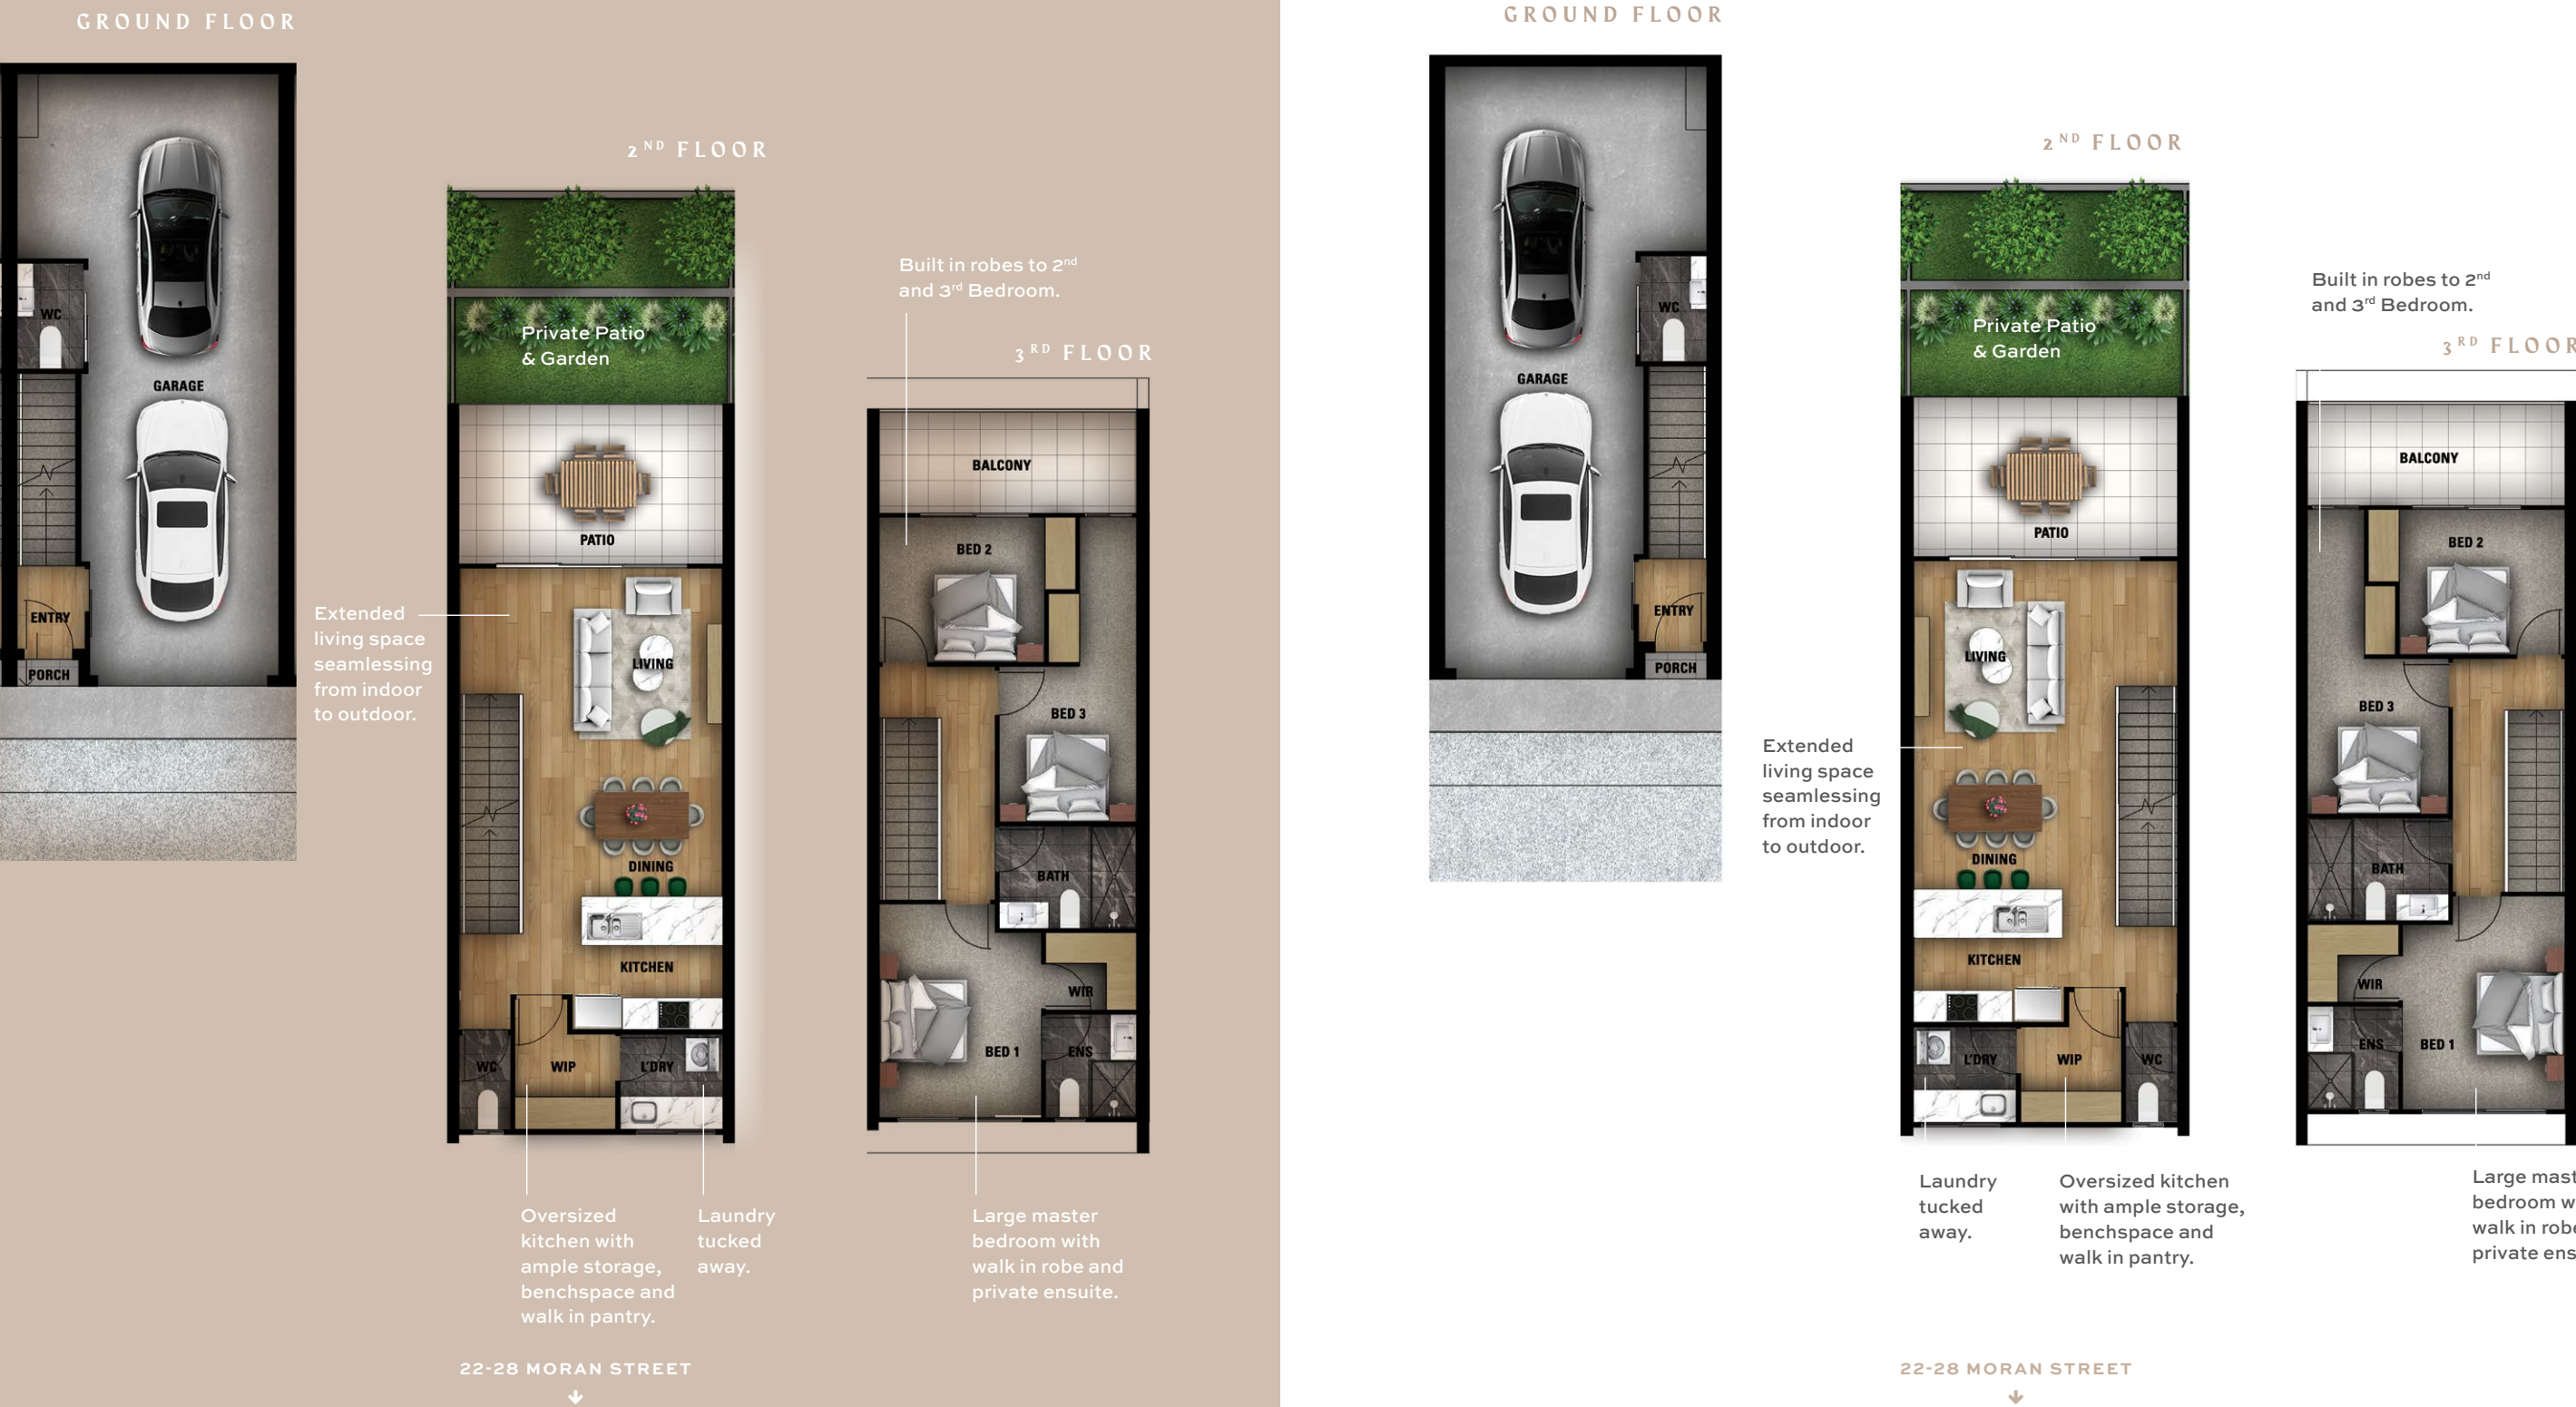 GROUND FLOOR
2ND FLOOR
WC
GARAGE
ENTRY
PORCH
Private Patio
& Garden
PATIO
Extended
living space
seamlessing
from indoor
to outdoor.
LIVING
DINING
KITCHEN
WC
WIP
L'DRY
Oversized
kitchen with
ample storage,
benchspace and
walk in pantry.
Laundry
tucked
away.
Built in robes to 2nd
and 3rd Bedroom.
3RD FLOOR
BALCONY
BED 2
BED 3
BATH
WIR
BED 1
ENS
Large master
bedroom with
walk in robe and
private ensuite.
22-28 MORAN STREET
GROUND FLOOR
WC
GARAGE
ENTRY
PORCH
2ND FLOOR
Private Patio
& Garden
PATIO
LIVING
Extended
living space
seamlessing
from indoor
to outdoor.
DINING
KITCHEN
L'DRY
WIP
WC
Laundry
tucked
away.
Oversized kitchen
with ample storage,
benchspace and
walk in pantry.
Built in robes to 2nd
and 3rd Bedroom.
3RD FLOOR
BALCONY
BED 2
BED 3
BATH
WIR
ENS
BED 1
Large
bedroom
walk in
private
22-28 MORAN STREET